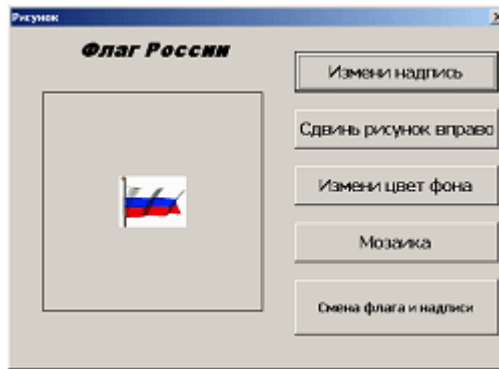 Рисунок
Флаг России
Измени надпись
Сдвинь рисунок вправо
Измени цвет фона
Мозаика
Смена флага и надписи